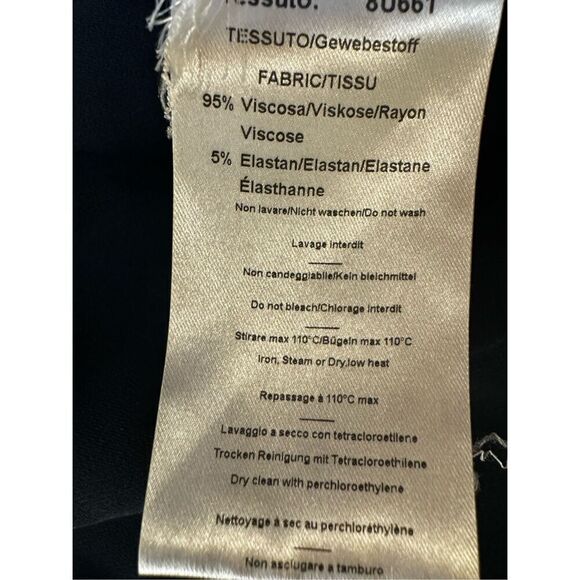 Tessuto: 80661
TESSUTO/Gewebestoff
FABRIC/TISSU
95% Viscosa/Viskose/Rayon
Viscose
5% Elastan/Elastan/Elastane
Élasthanne
Non lavare/Nicht waschen/Do not wash
Lavage interdit
Non candeggiabile/Kein bleichmittel
Do not bleach/Chlorage interdit
Stirare max 110°C/Bügeln max 110°C
Iron, Steam or Dry,low heat
Repassage à 110°C max
Lavaggio a secco con tetracloroetilene
Trocken Reinigung mit Tetracloroethilene
Dry clean with perchloroethylene
Nettoyage à sec au perchloréthylène
Non asciugare a tamburo